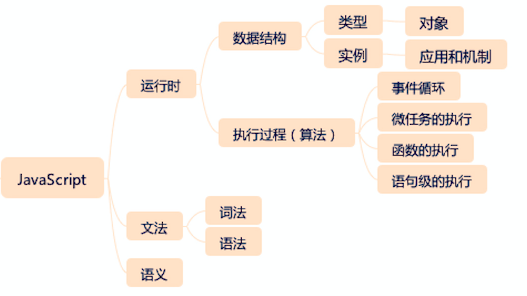 JavaScript
运行时
数据结构
类型
对象
实例
应用和机制
执行过程（算法）
事件循环
微任务的执行
函数的执行
语句级的执行
文法
词法
语法
语义